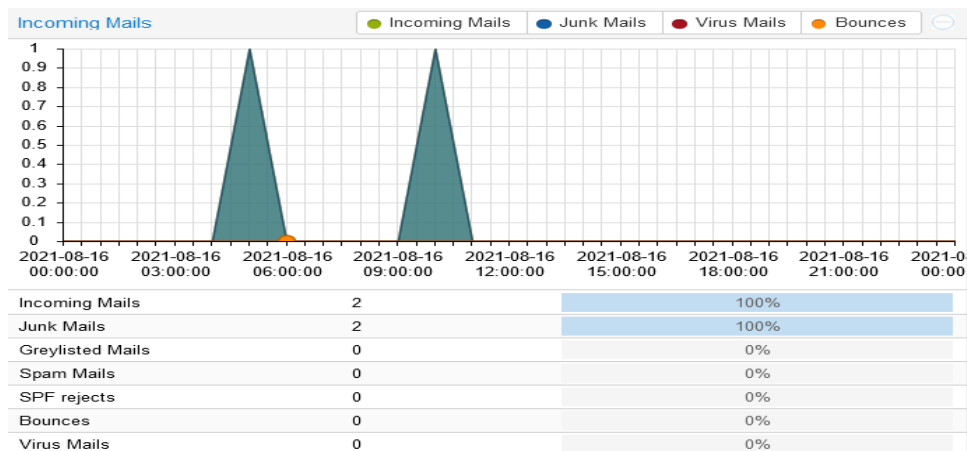 Incoming Mails
Incoming Mails Junk Mails Virus Mails Bounces
1
0.9
0.8
0.7
0.6
0.5
0.4
0.3
0.2
0.1
0
2021-08-16 2021-08-16 2021-08-16 2021-08-16 2021-08-16 2021-08-16 2021-08-16 2021-08-16 2021-0
00:00:00 03:00:00 06:00:00 09:00:00 12:00:00 15:00:00 18:00:00 21:00:00 00:00
Incoming Mails 2 100%
Junk Mails 2 100%
Greylisted Mails 0 0%
Spam Mails 0 0%
SPF rejects 0 0%
Bounces 0 0%
Virus Mails 0 0%